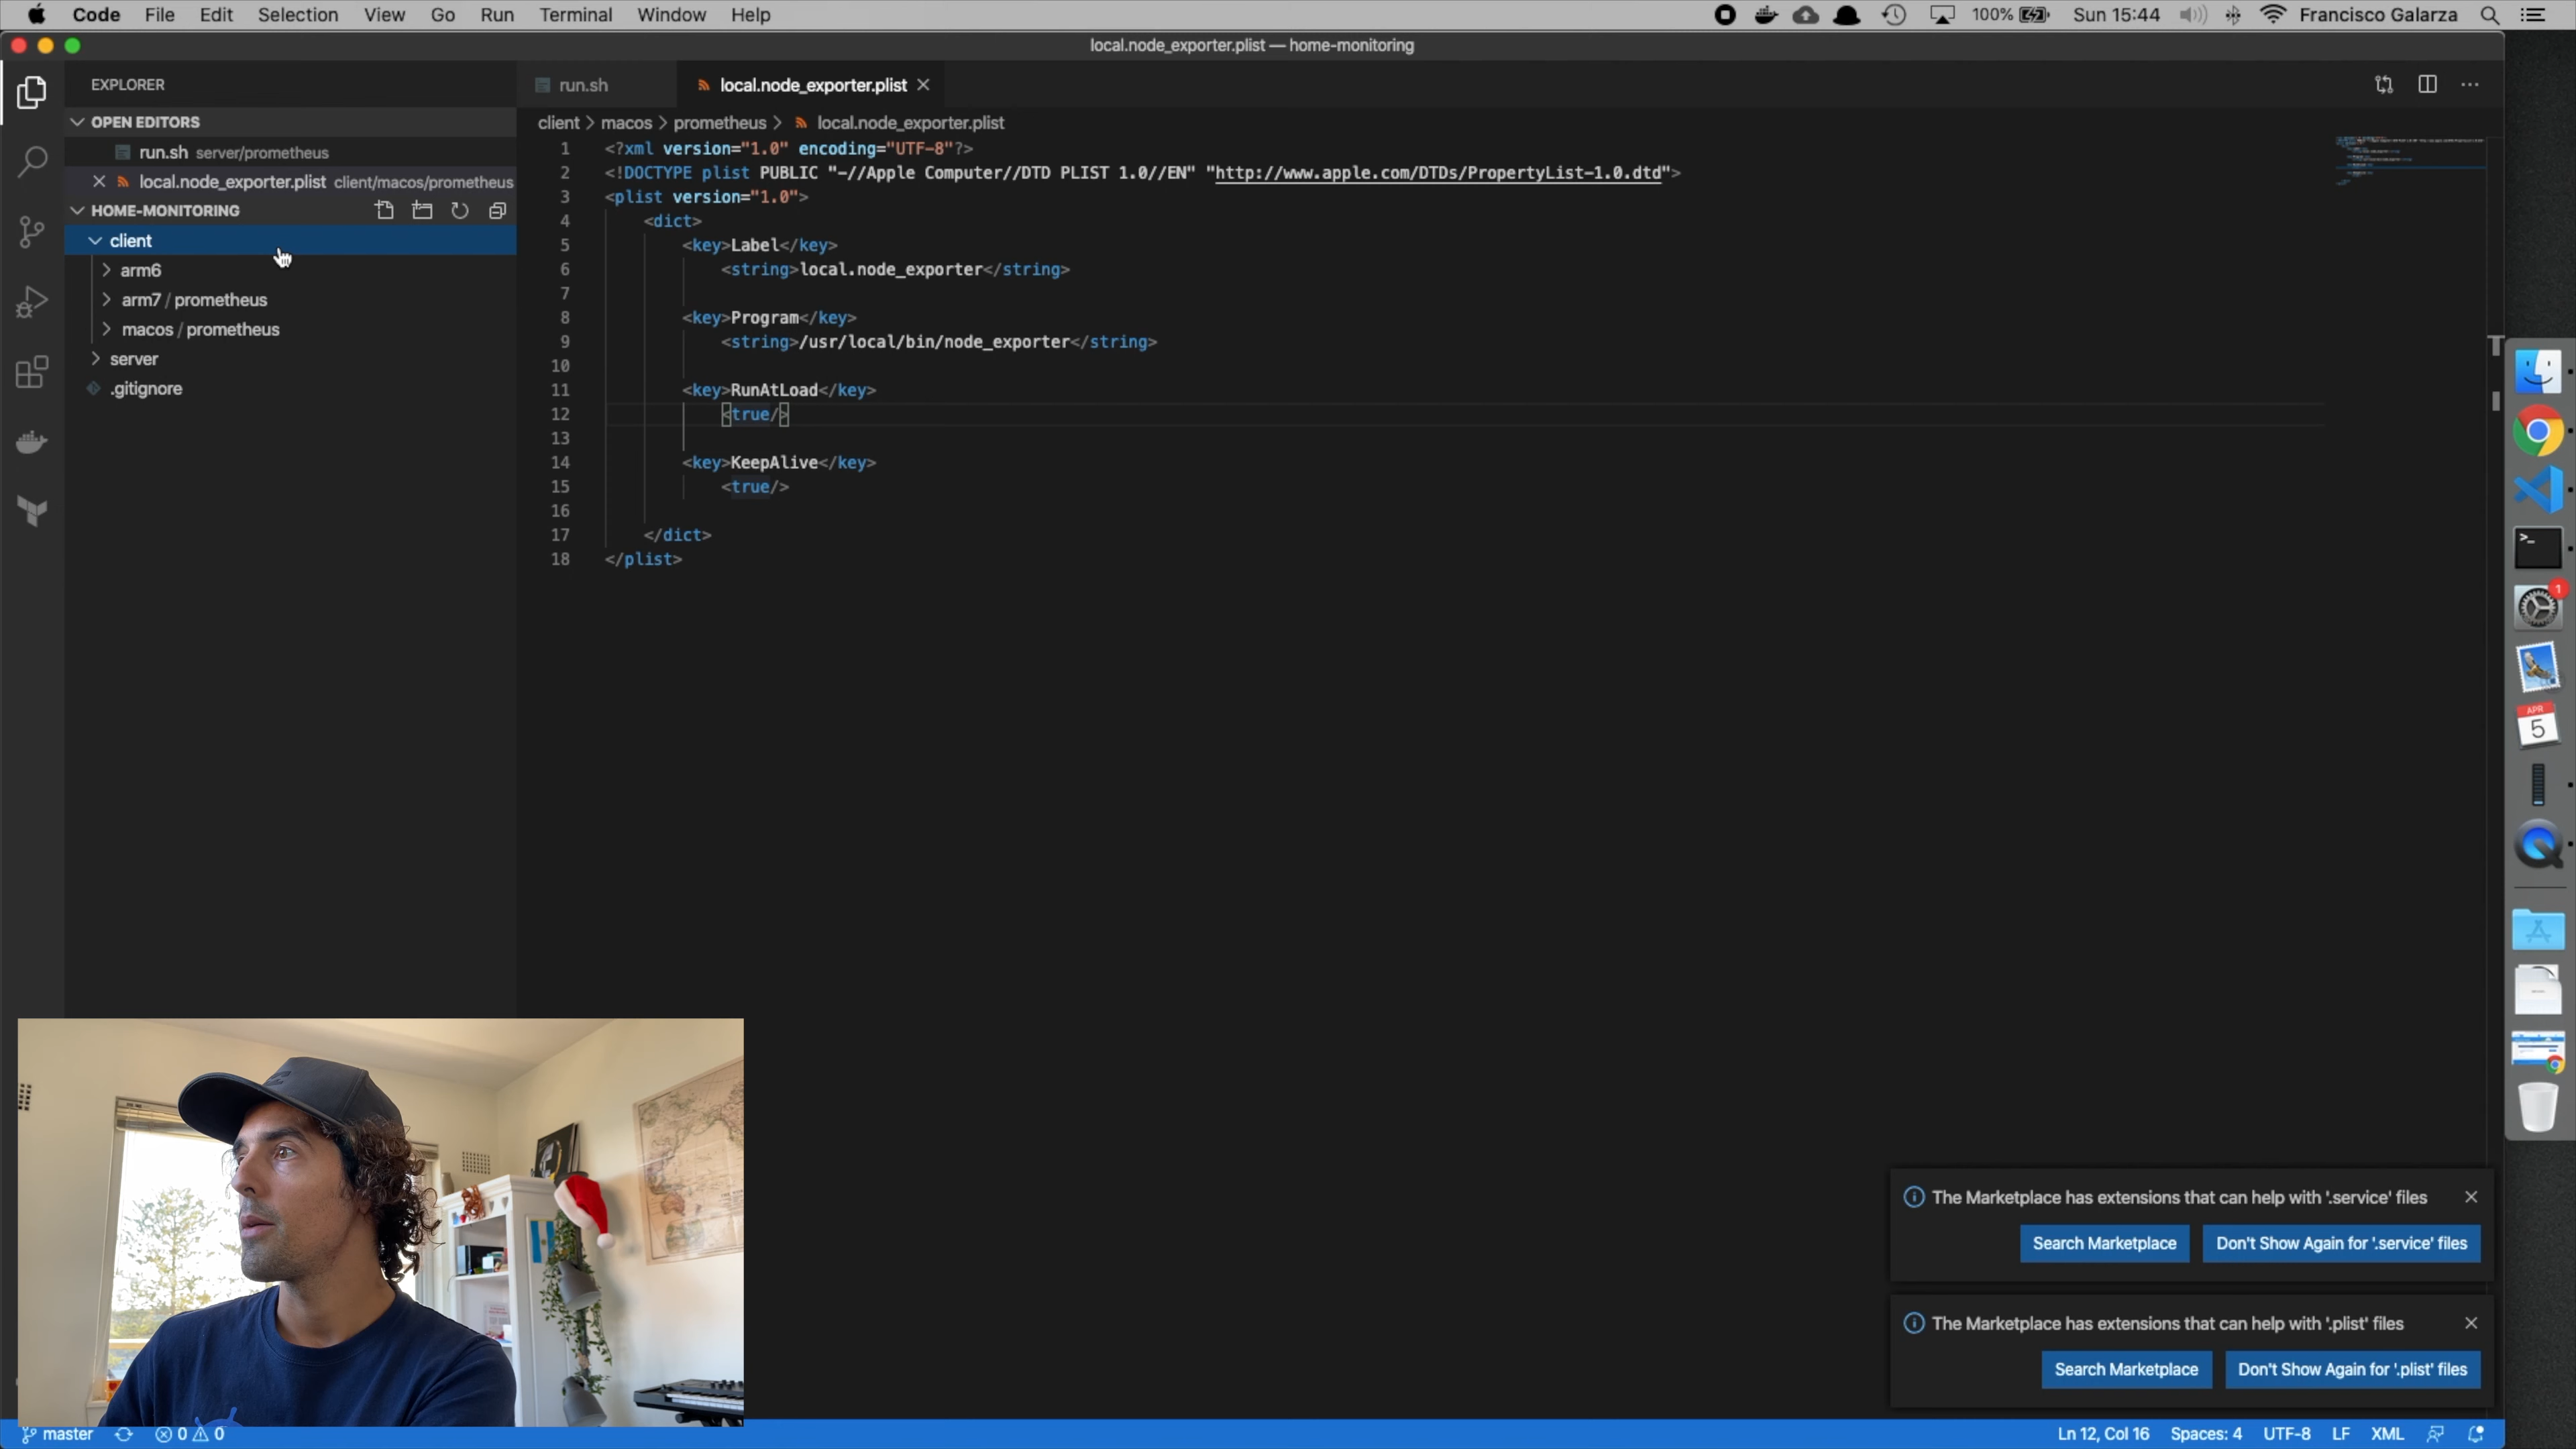 Code File Edit Selection View Go Run Terminal Window Help 100% Sun 15:44 Francisco Galarza
local.node_exporter.plist — home-monitoring
EXPLORER
OPEN EDITORS
run.sh server/prometheus
local.node_exporter.plist client/macos/prometheus
HOME-MONITORING
client
arm6
arm7 / prometheus
macos / prometheus
server
.gitignore
run.sh local.node_exporter.plist
client > macos > prometheus > local.node_exporter.plist
1 <?xml version="1.0" encoding="UTF-8"?>
2 <!DOCTYPE plist PUBLIC "-//Apple Computer//DTD PLIST 1.0//EN" "http://www.apple.com/DTDs/PropertyList-1.0.dtd">
3 <plist version="1.0">
4 <dict>
5 <key>Label</key>
6 <string>local.node_exporter</string>
7
8 <key>Program</key>
9 <string>/usr/local/bin/node_exporter</string>
10
11 <key>RunAtLoad</key>
12 <true/>
13
14 <key>KeepAlive</key>
15 <true/>
16
17 </dict>
18 </plist>
1
APR
5
The Marketplace has extensions that can help with '.service' files
Search Marketplace Don't Show Again for '.service' files
The Marketplace has extensions that can help with '.plist' files
Search Marketplace Don't Show Again for '.plist' files
master 0 0 Ln 12, Col 16 Spaces: 4 UTF-8 LF XML